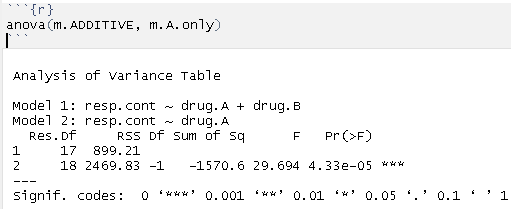 ```{r}
anova(m.ADDITIVE, m.A.only)
```
Analysis of Variance Table
Model 1: resp.cont ~ drug.A + drug.B
Model 2: resp.cont ~ drug.A
  Res.Df     RSS Df Sum of Sq      F   Pr(>F)
1     17  899.21
2     18 2469.83 -1   -1570.6 29.694 4.33e-05 ***
---
Signif. codes:  0 ‘***’ 0.001 ‘**’ 0.01 ‘*’ 0.05 ‘.’ 0.1 ‘ ’ 1